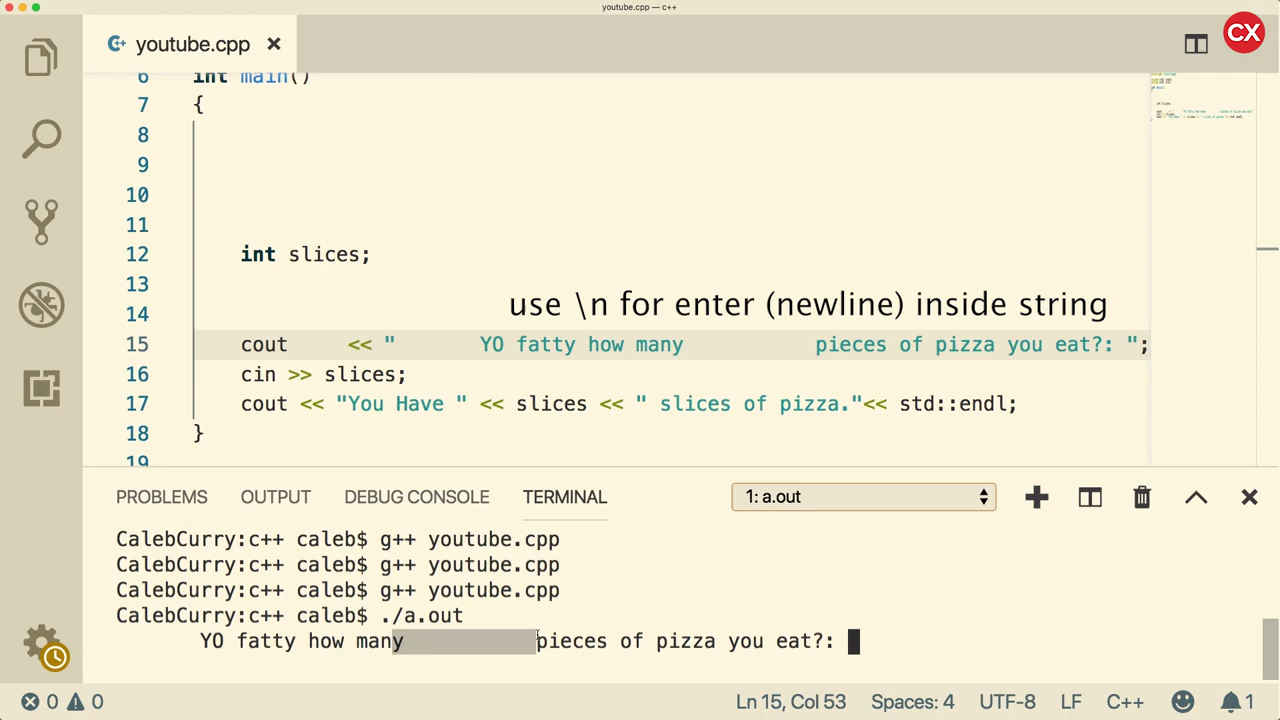 youtube.cpp — c++
youtube.cpp
CX
6 int main()
7 {
8
9
10
11
12 int slices;
13
14
use \n for enter (newline) inside string
15 cout     << "       YO fatty how many           pieces of pizza you eat?: ";
16 cin >> slices;
17 cout << "You Have " << slices << " slices of pizza."<< std::endl;
18 }
19
PROBLEMS OUTPUT DEBUG CONSOLE TERMINAL 1: a.out
CalebCurry:c++ caleb$ g++ youtube.cpp
CalebCurry:c++ caleb$ g++ youtube.cpp
CalebCurry:c++ caleb$ g++ youtube.cpp
CalebCurry:c++ caleb$ ./a.out
       YO fatty how many           pieces of pizza you eat?:
0 0 Ln 15, Col 53 Spaces: 4 UTF-8 LF C++ 1